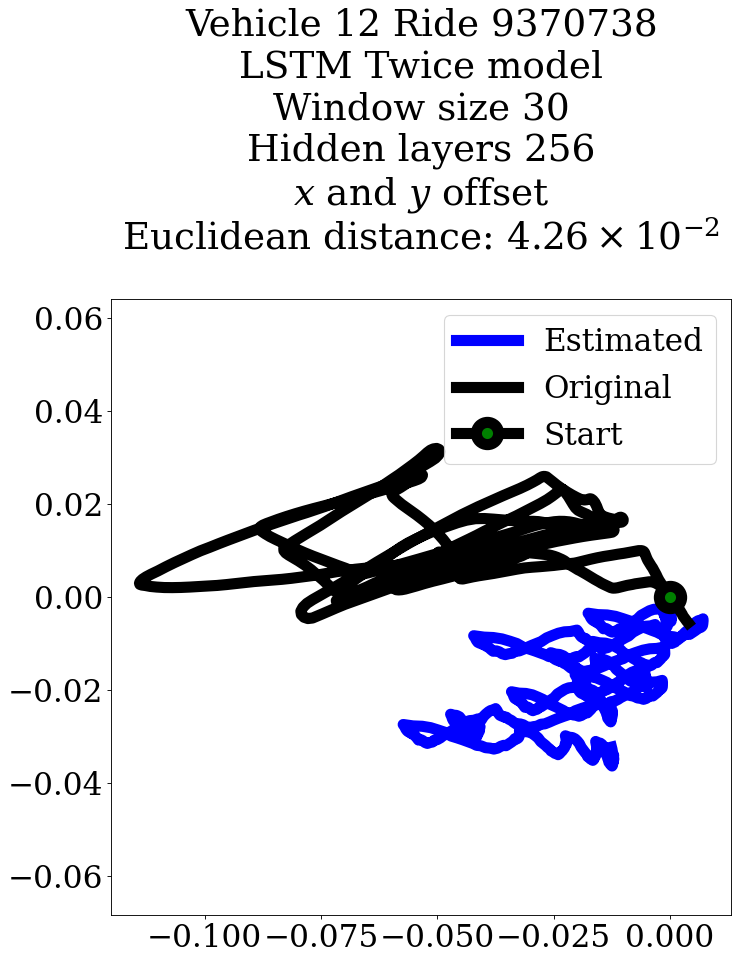 Vehicle 12 Ride 9370738
LSTM Twice model
Window size 30
Hidden layers 256
x and y offset
Euclidean distance: 4.26 × 10⁻²
Estimated
Original
Start
0.06
0.04
0.02
0.00
−0.02
−0.04
−0.06
−0.100 −0.075 −0.050 −0.025 0.000